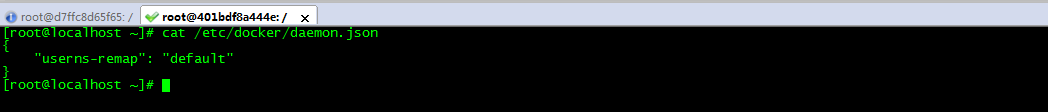 root@d7ffc8d65f65: / root@401bdf8a444e: / ×
[root@localhost ~]# cat /etc/docker/daemon.json
{
    "userns-remap": "default"
}
[root@localhost ~]#